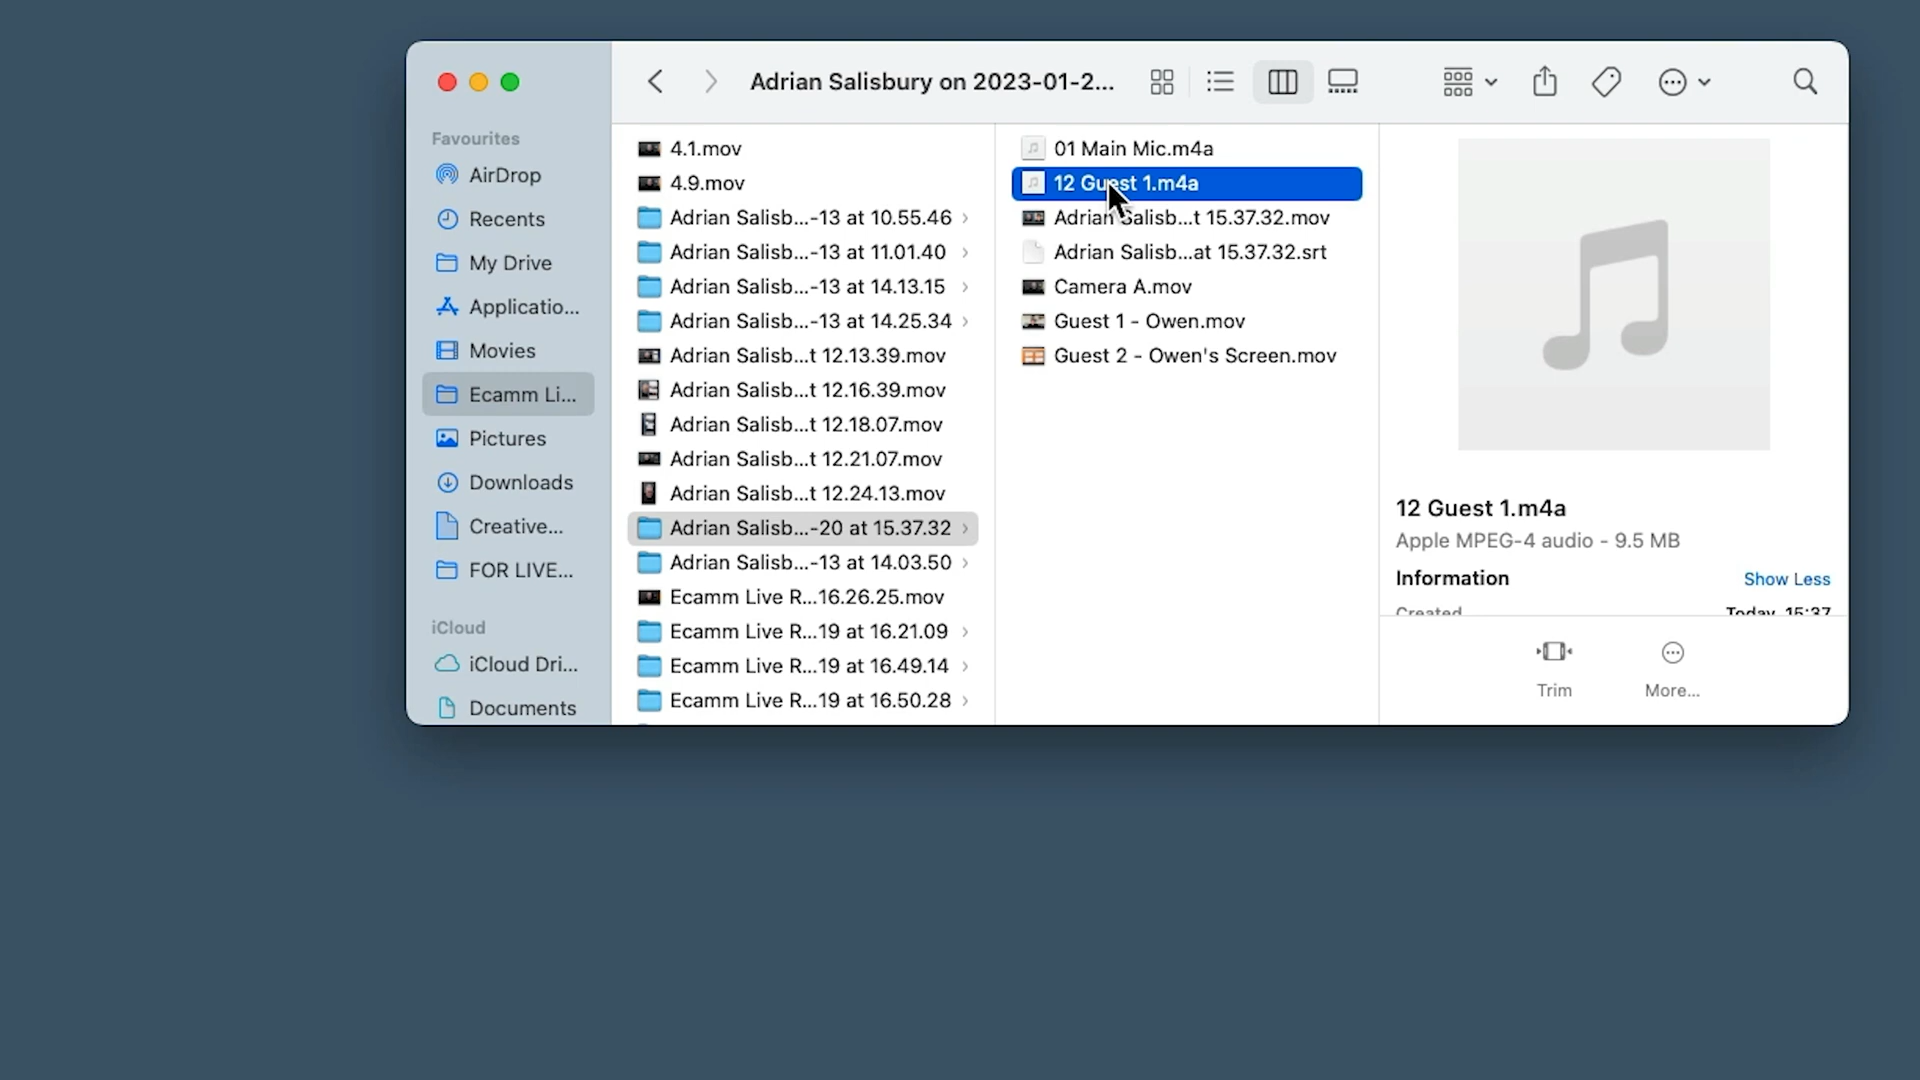 Adrian Salisbury on 2023-01-2...
Favourites
AirDrop
Recents
My Drive
Applicatio...
Movies
Ecamm Li...
Pictures
Downloads
Creative...
FOR LIVE...
iCloud
iCloud Dri...
Documents
4.1.mov
4.9.mov
Adrian Salisb...-13 at 10.55.46
Adrian Salisb...-13 at 11.01.40
Adrian Salisb...-13 at 14.13.15
Adrian Salisb...-13 at 14.25.34
Adrian Salisb...t 12.13.39.mov
Adrian Salisb...t 12.16.39.mov
Adrian Salisb...t 12.18.07.mov
Adrian Salisb...t 12.21.07.mov
Adrian Salisb...t 12.24.13.mov
Adrian Salisb...-20 at 15.37.32
Adrian Salisb...-13 at 14.03.50
Ecamm Live R...16.26.25.mov
Ecamm Live R...19 at 16.21.09
Ecamm Live R...19 at 16.49.14
Ecamm Live R...19 at 16.50.28
01 Main Mic.m4a
12 Guest 1.m4a
Adrian Salisb...t 15.37.32.mov
Adrian Salisb...at 15.37.32.srt
Camera A.mov
Guest 1 - Owen.mov
Guest 2 - Owen's Screen.mov
12 Guest 1.m4a
Apple MPEG-4 audio - 9.5 MB
Information Show Less
Created Today, 15:37
Trim More...